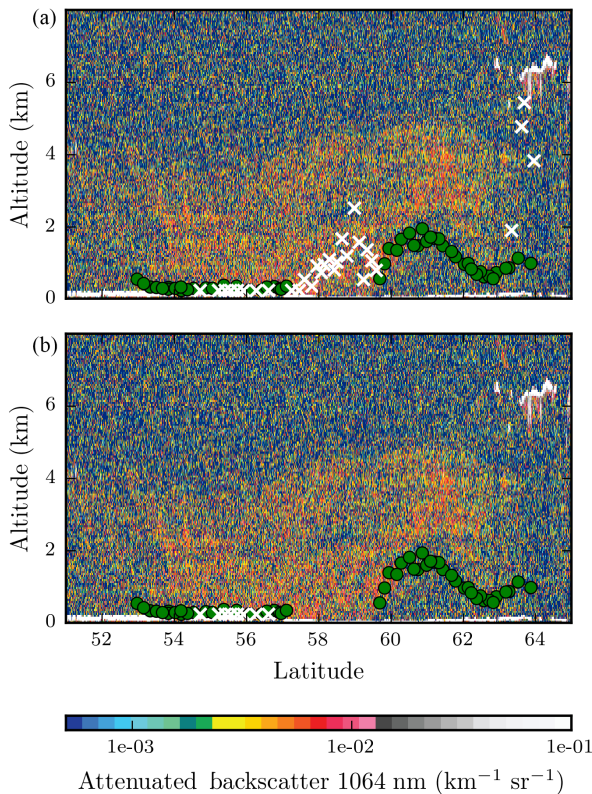 (a)
6
4
2
0
Altitude (km)
(b)
6
4
2
0
Altitude (km)
52 54 56 58 60 62 64
Latitude
1e-03 1e-02 1e-01
Attenuated backscatter 1064 nm (km⁻¹ sr⁻¹)